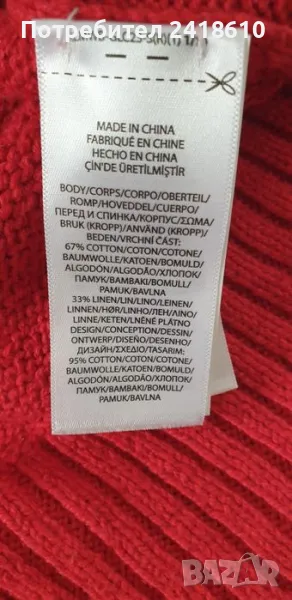 Потребител 2418610
MADE IN CHINA
FABRIQUÉ EN CHINE
HECHO EN CHINA
ÇIN'DE ÜRETİLMİŞTİR
BODY/CORPS/CORPO/OBERTEIL/
ROMP/HOVEDDEL/CUERPO/
ПЕРЕД И СПИНКА/КОРПУС/ΣΩΜΑ/
BRUK (KROPP)/ANVÄND (KROPP)/
BEDEN/VRCHNÍ ČÁST:
67% COTTON/COTON/COTONE/
BAUMWOLLE/KATOEN/BOMULD/
ALGODÓN/ALGODÃO/ХЛОПОК/
ПАМУК/ΒΑΜΒΑΚΙ/BOMULL/
PAMUK/BAVLNA
33% LINEN/LIN/LINO/LEINEN/
LINNEN/HØR/LINHO/ЛЕН/ΛΙΝΟ/
LINNE/KETEN/LNĚNÉ PLÁTNO
DESIGN/CONCEPTION/DESSIN/
ONTWERP/DISEÑO/DESENHO/
ДИЗАЙН/ΣΧΕΔΙΟ/TASARIM:
95% COTTON/COTON/COTONE/
BAUMWOLLE/KATOEN/BOMULD/
ALGODÓN/ALGODÃO/ХЛОПОК/
ПАМУК/ΒΑΜΒΑΚΙ/BOMULL/
PAMUK/BAVLNA
BAZAR